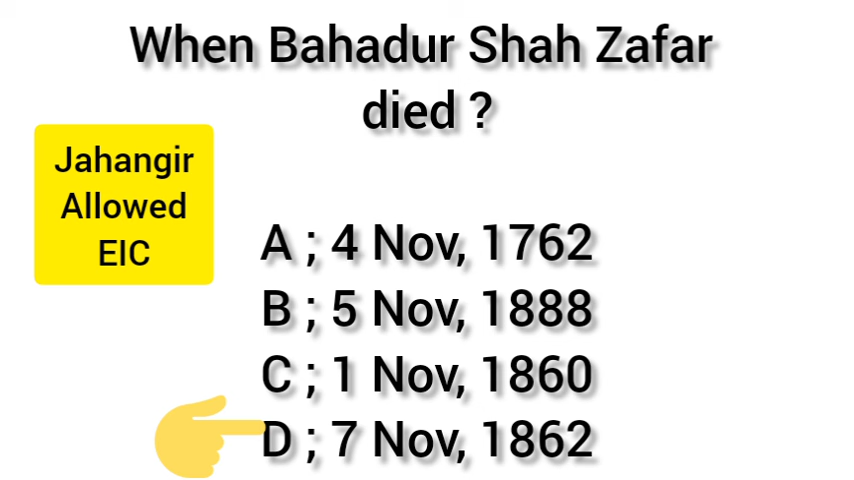 When Bahadur Shah Zafar
died ?
Jahangir
Allowed
EIC
A ; 4 Nov, 1762
B ; 5 Nov, 1888
C ; 1 Nov, 1860
D ; 7 Nov, 1862